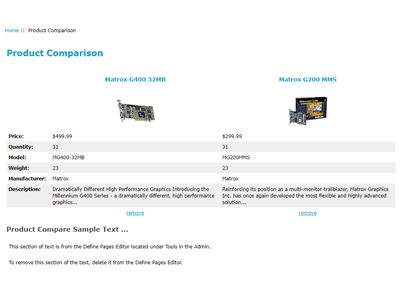 Home :: Product Comparison
Product Comparison
Matrox G400 32MB Matrox G200 MMS
Price: $499.99 $299.99
Quantity: 31 31
Model: MG400-32MB MG200MMS
Weight: 23 23
Manufacturer: Matrox Matrox
Description: Dramatically Different High Performance Graphics Introducing the Reinforcing its position as a multi-monitor trailblazer, Matrox Graphics
Millennium G400 Series - a dramatically different, high performance Inc. has once again developed the most flexible and highly advanced
graphics... solution...
remove remove
Product Compare Sample Text ...
This section of text is from the Define Pages Editor located under Tools in the Admin.
To remove this section of the text, delete it from the Define Pages Editor.